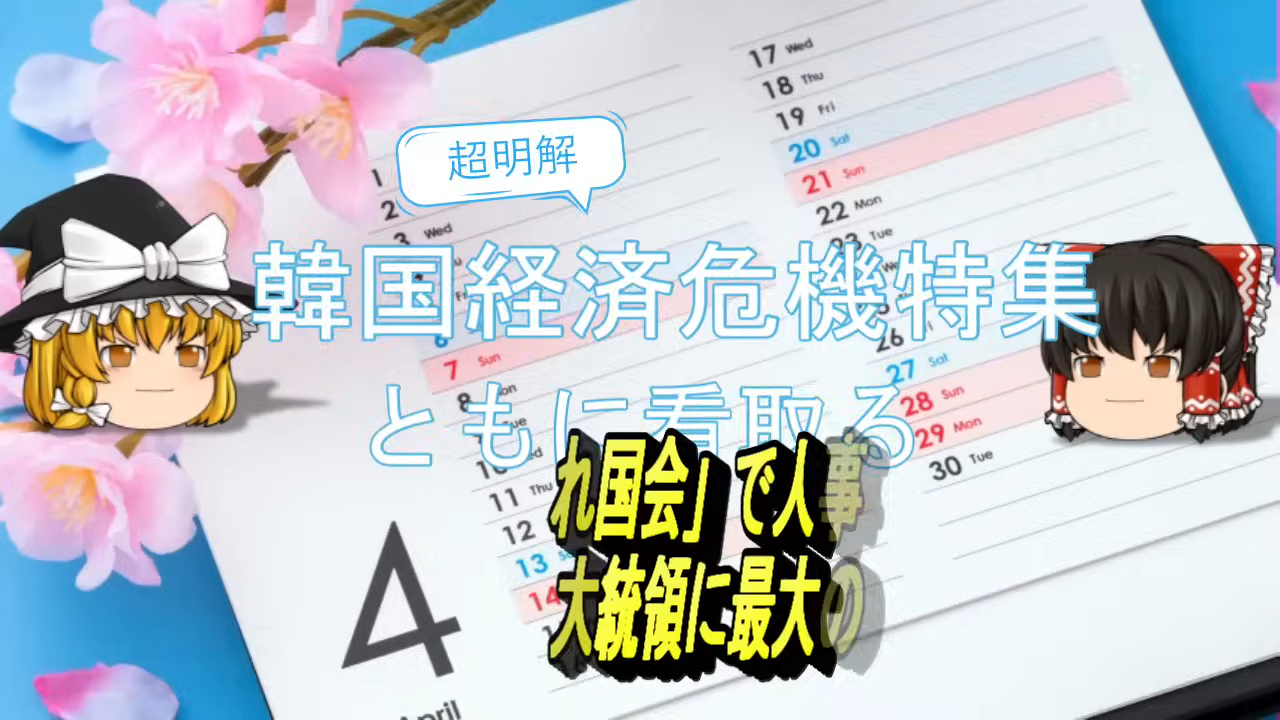 超明解
韓国経済危機特集
ともに看取る
れ国会」で人事
大統領に最大の
17 Wed
18 Thu
19 Fri
20 Sat
21 Sun
22 Mon
23 Tue
26 Fri
27 Sat
28 Sun
29 Mon
30 Tue
1
2
3 Wed
7 Sun
8 Mon
10
11 Thu
12
13
14
4
April